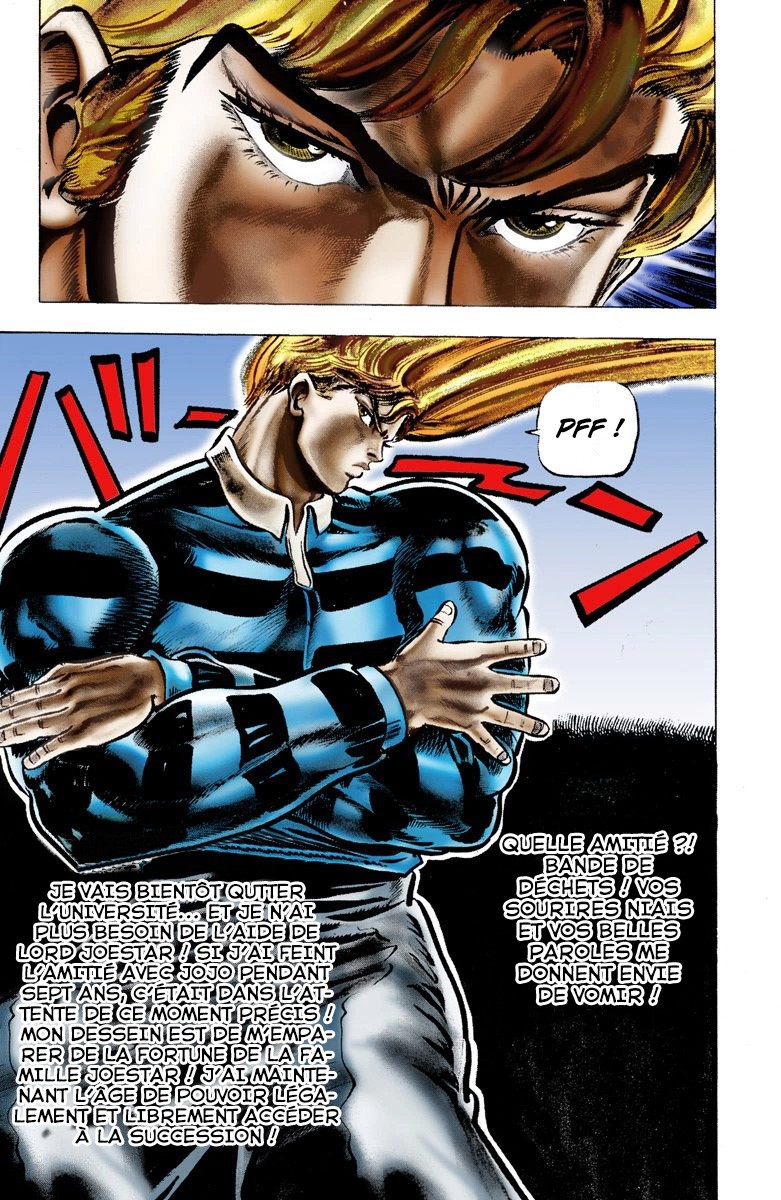 バーン
PFF !
QUELLE AMITIÉ ?!
BANDE DE
DÉCHETS ! VOS
SOURIRES NIAIS
ET VOS BELLES
PAROLES ME
DONNENT ENVIE
DE VOMIR !
JE VAIS BIENTÔT QUTTER
L'UNIVERSITÉ... ET JE N'AI
PLUS BESOIN DE L'AIDE DE
LORD JOESTAR ! SI J'AI FEINT
L'AMITIÉ AVEC JOJO PENDANT
SEPT ANS, C'ÉTAIT DANS L'AT-
TENTE DE CE MOMENT PRÉCIS !
MON DESSEIN EST DE M'EMPA-
RER DE LA FORTUNE DE LA FA-
MILLE JOESTAR ! J'AI MAINTE-
NANT L'ÂGE DE POUVOIR LÉGA-
LEMENT ET LIBREMENT ACCÉDER
À LA SUCCESSION !